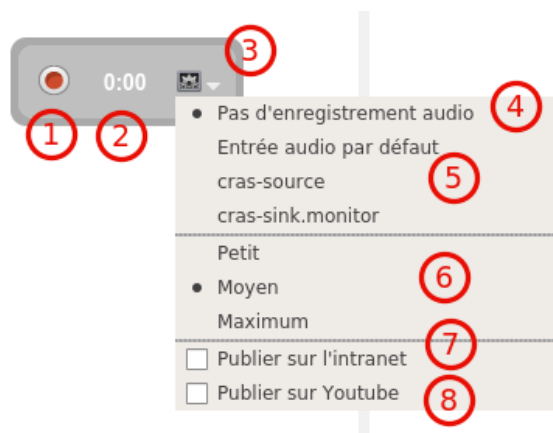 3
0:00
1
2
Pas d'enregistrement audio
4
Entrée audio par défaut
cras-source
5
cras-sink.monitor
Petit
Moyen
6
Maximum
7
Publier sur l'intranet
Publier sur Youtube
8